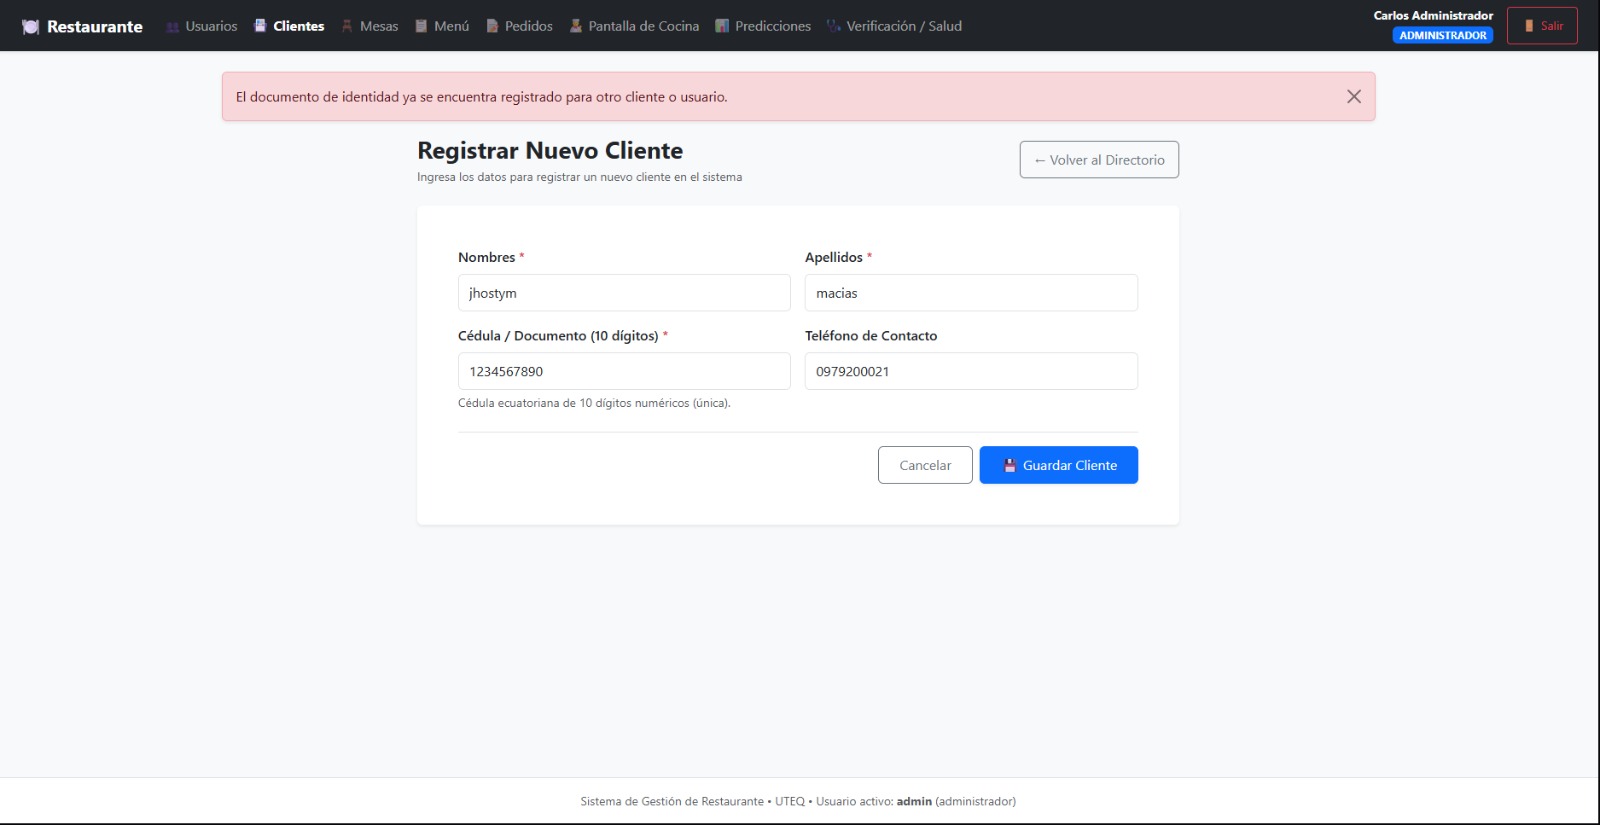 Restaurante Usuarios Clientes Mesas Menú Pedidos Pantalla de Cocina Predicciones Verificación / Salud Carlos Administrador ADMINISTRADOR Salir
El documento de identidad ya se encuentra registrado para otro cliente o usuario.
Registrar Nuevo Cliente
Ingresa los datos para registrar un nuevo cliente en el sistema
← Volver al Directorio
Nombres * Apellidos *
jhostym macias
Cédula / Documento (10 dígitos) * Teléfono de Contacto
1234567890 0979200021
Cédula ecuatoriana de 10 dígitos numéricos (única).
Cancelar Guardar Cliente
Sistema de Gestión de Restaurante • UTEQ • Usuario activo: admin (administrador)